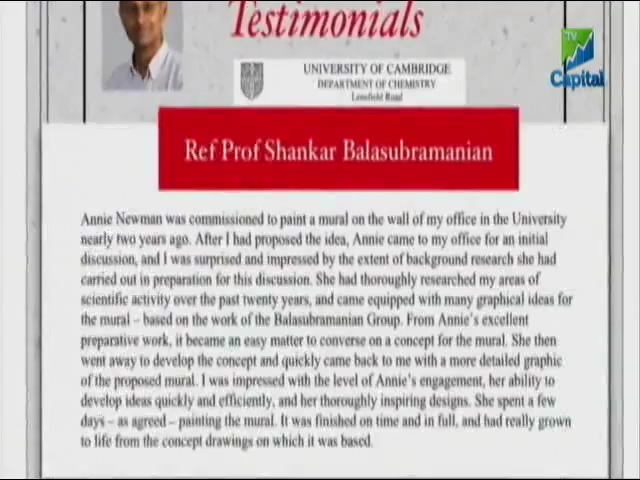 Testimonials
TV
Capital
UNIVERSITY OF CAMBRIDGE
DEPARTMENT OF CHEMISTRY
Lensfield Road
Ref Prof Shankar Balasubramanian
Annie Newman was commissioned to paint a mural on the wall of my office in the University
nearly two years ago. After I had proposed the idea, Annie came to my office for an initial
discussion, and I was surprised and impressed by the extent of background research she had
carried out in preparation for this discussion. She had thoroughly researched my areas of
scientific activity over the past twenty years, and came equipped with many graphical ideas for
the mural – based on the work of the Balasubramanian Group. From Annie's excellent
preparative work, it became an easy matter to converse on a concept for the mural. She then
went away to develop the concept and quickly came back to me with a more detailed graphic
of the proposed mural. I was impressed with the level of Annie's engagement, her ability to
develop ideas quickly and efficiently, and her thoroughly inspiring designs. She spent a few
days – as agreed – painting the mural. It was finished on time and in full, and had really grown
to life from the concept drawings on which it was based.